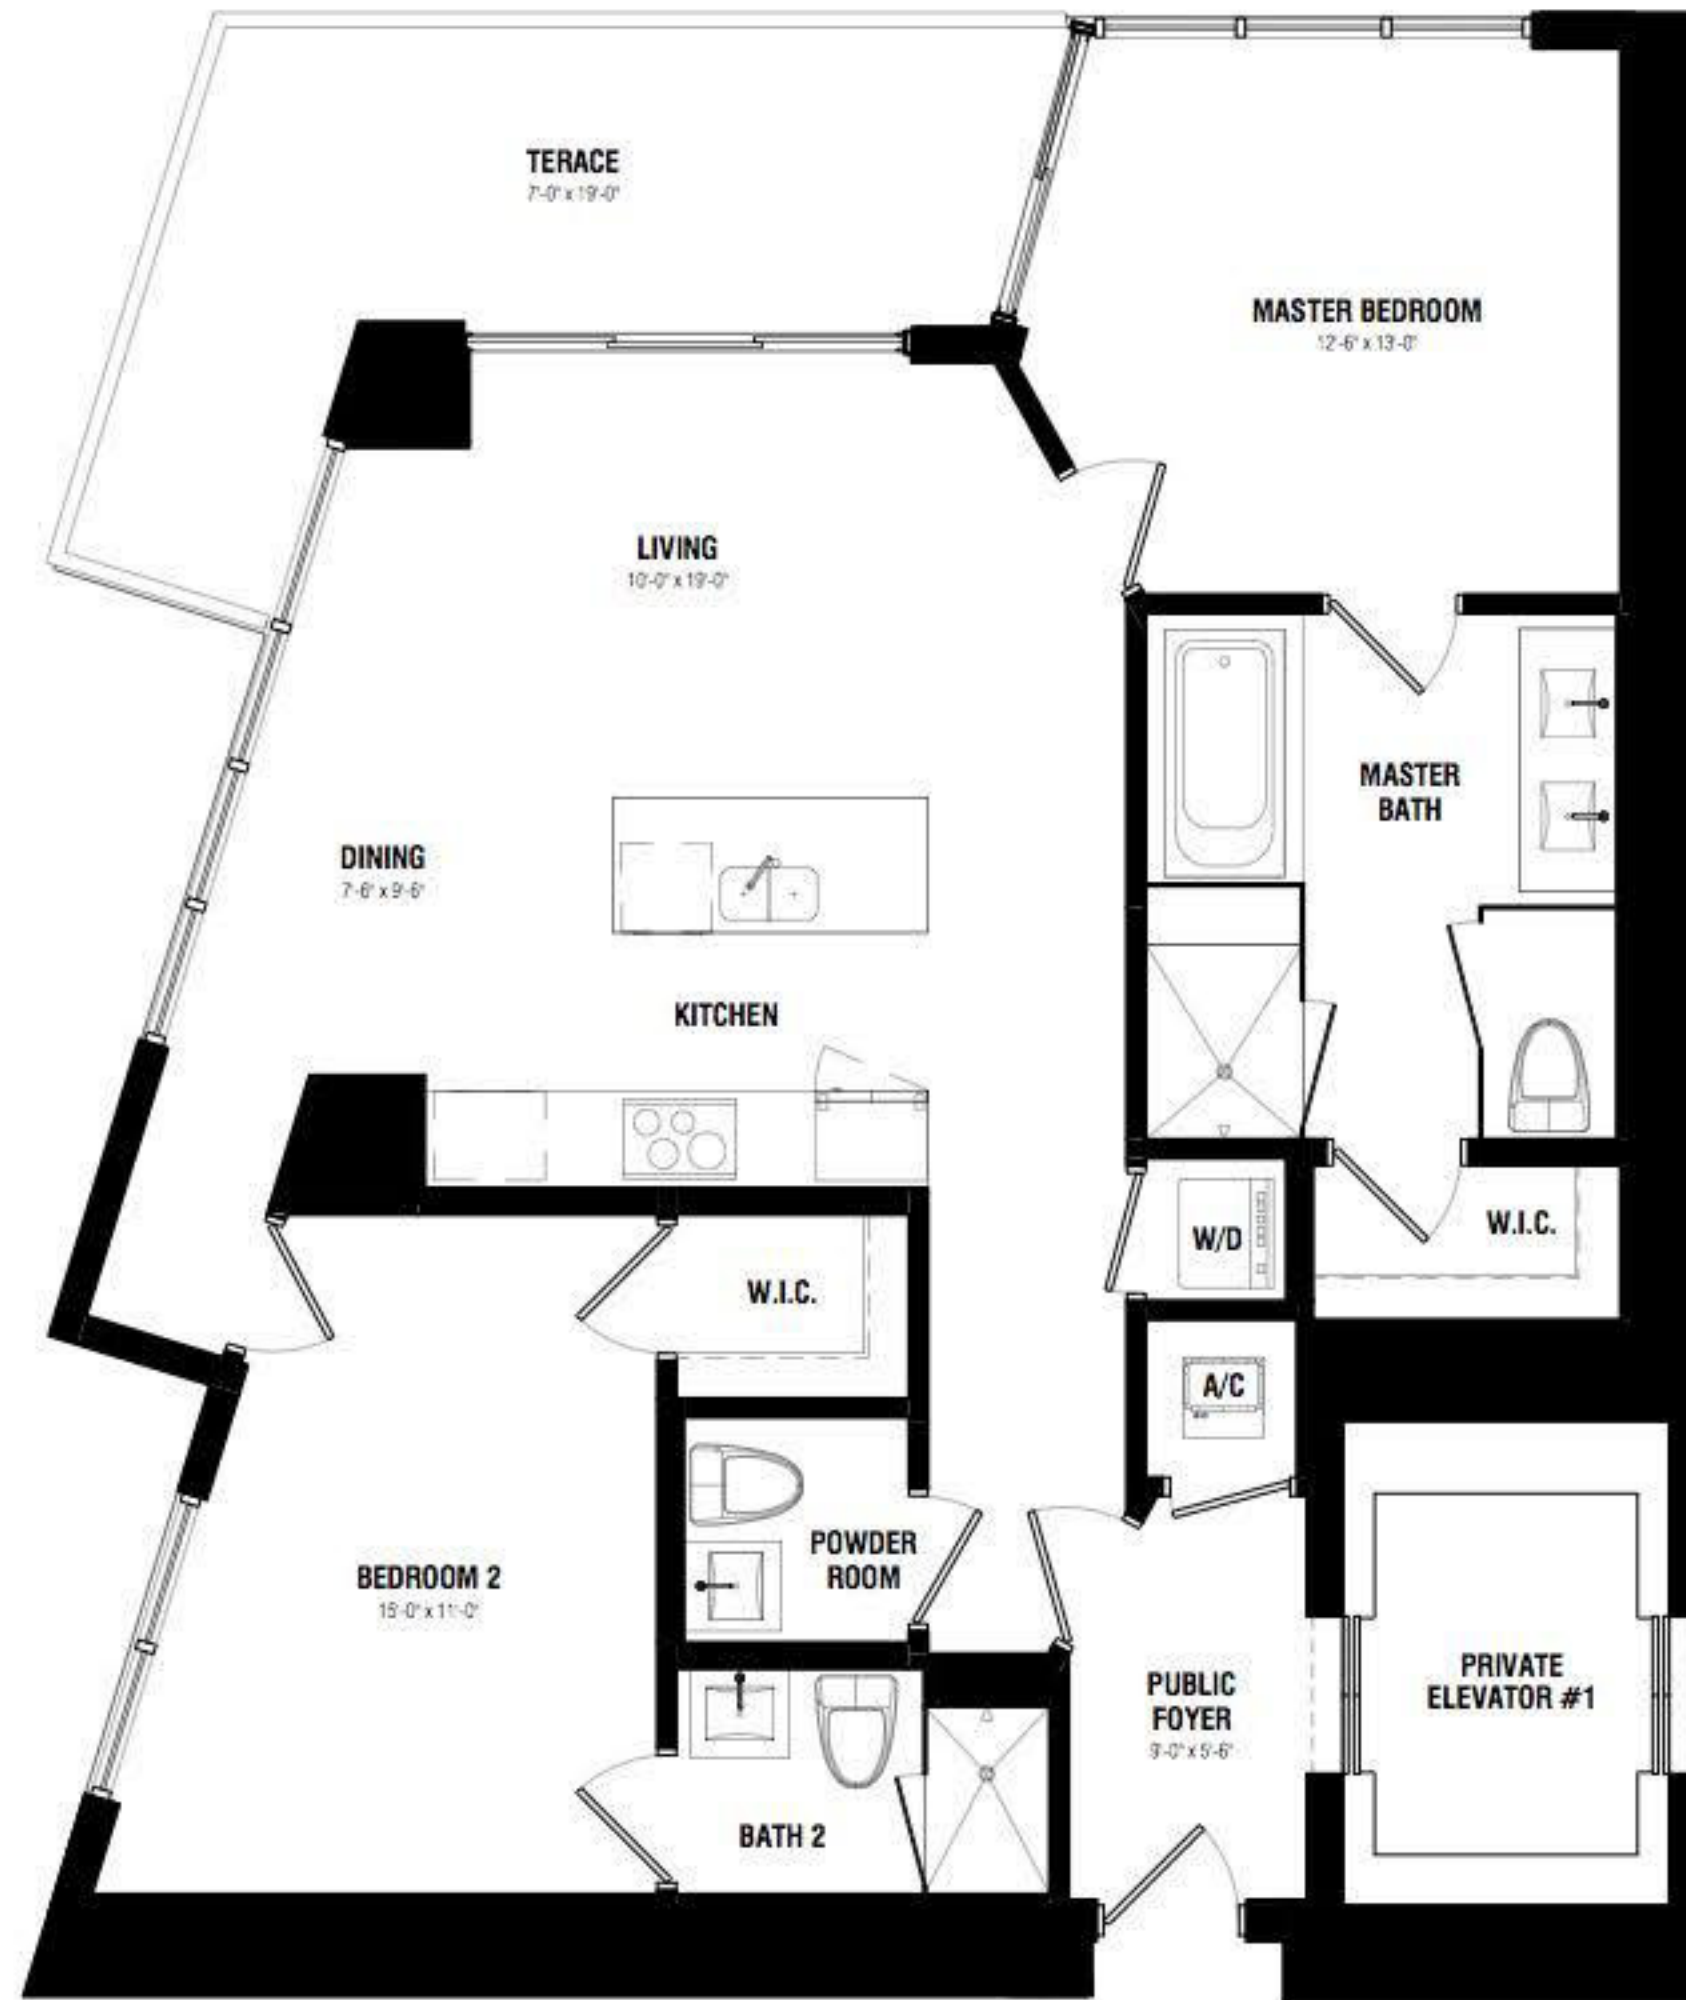 TERACE
7'-0" x 19'-0"
MASTER BEDROOM
12'-6" x 13'-0"
LIVING
10'-0" x 19'-0"
MASTER
BATH
DINING
7'-6" x 9'-6"
KITCHEN
W/D
W.I.C.
W.I.C.
A/C
POWDER
ROOM
BEDROOM 2
15'-0" x 11'-0"
PUBLIC
FOYER
9'-0" x 5'-6"
PRIVATE
ELEVATOR #1
BATH 2